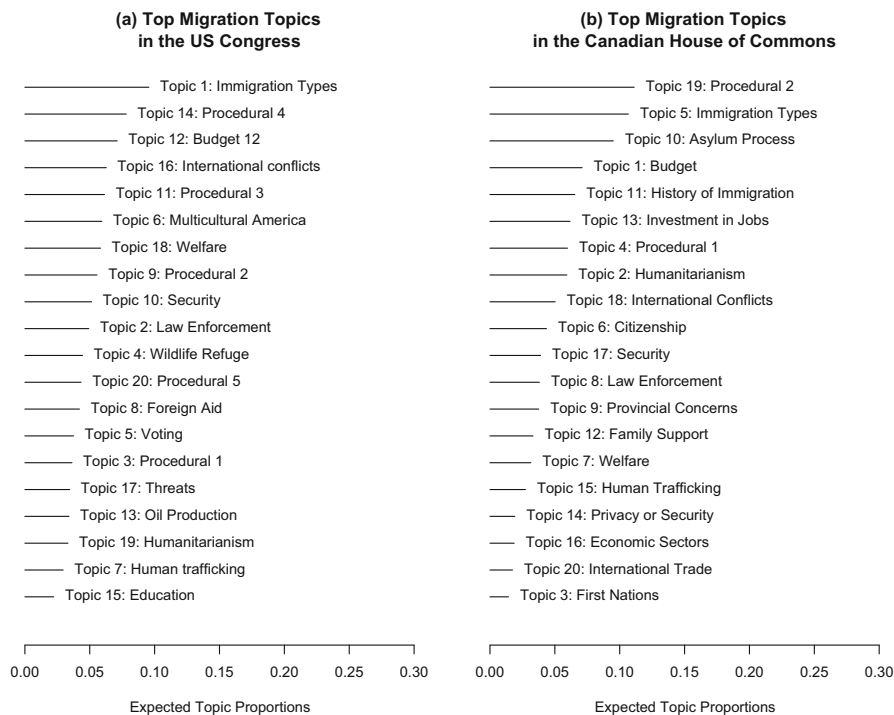 (a) Top Migration Topics
in the US Congress
Topic 1: Immigration Types
Topic 14: Procedural 4
Topic 12: Budget 12
Topic 16: International conflicts
Topic 11: Procedural 3
Topic 6: Multicultural America
Topic 18: Welfare
Topic 9: Procedural 2
Topic 10: Security
Topic 2: Law Enforcement
Topic 4: Wildlife Refuge
Topic 20: Procedural 5
Topic 8: Foreign Aid
Topic 5: Voting
Topic 3: Procedural 1
Topic 17: Threats
Topic 13: Oil Production
Topic 19: Humanitarianism
Topic 7: Human trafficking
Topic 15: Education
0.00 0.05 0.10 0.15 0.20 0.25 0.30
Expected Topic Proportions
(b) Top Migration Topics
in the Canadian House of Commons
Topic 19: Procedural 2
Topic 5: Immigration Types
Topic 10: Asylum Process
Topic 1: Budget
Topic 11: History of Immigration
Topic 13: Investment in Jobs
Topic 4: Procedural 1
Topic 2: Humanitarianism
Topic 18: International Conflicts
Topic 6: Citizenship
Topic 17: Security
Topic 8: Law Enforcement
Topic 9: Provincial Concerns
Topic 12: Family Support
Topic 7: Welfare
Topic 15: Human Trafficking
Topic 14: Privacy or Security
Topic 16: Economic Sectors
Topic 20: International Trade
Topic 3: First Nations
0.00 0.05 0.10 0.15 0.20 0.25 0.30
Expected Topic Proportions